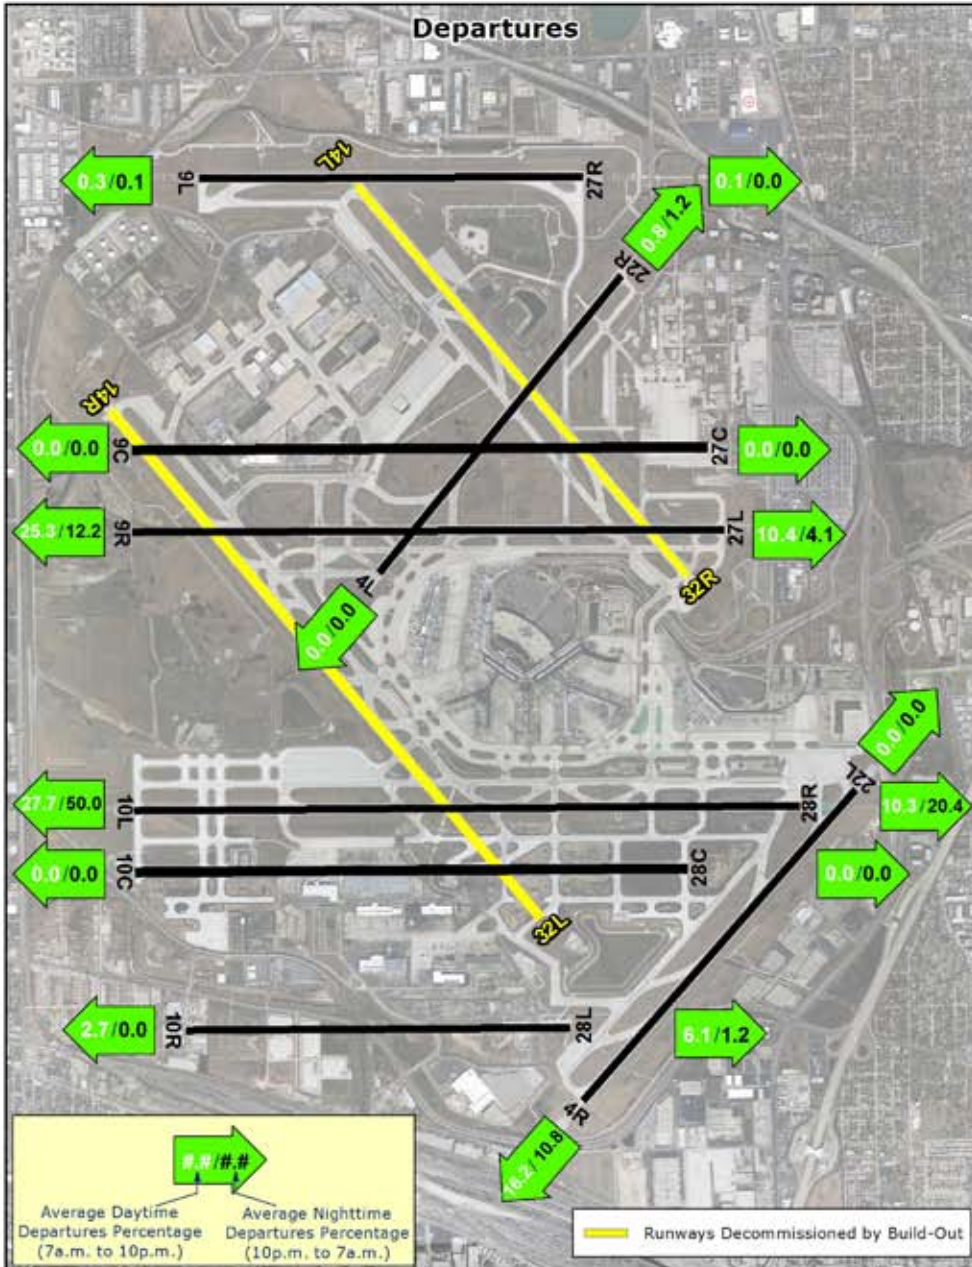 Departures
14L
0.3/0.1
9L
27R
0.1/0.0
0.8/1.2
22R
14R
0.0/0.0
9C
27C
0.0/0.0
25.3/12.2
9R
27L
10.4/4.1
4L
32R
0.0/0.0
0.0/0.0
22L
27.7/50.0
10L
28R
10.3/20.4
0.0/0.0
10C
28C
0.0/0.0
32L
2.7/0.0
10R
28L
6.1/1.2
4R
16.2/10.8
#.#/#.#
Average Daytime
Departures Percentage
(7a.m. to 10p.m.)
Average Nighttime
Departures Percentage
(10p.m. to 7a.m.)
Runways Decommissioned by Build-Out